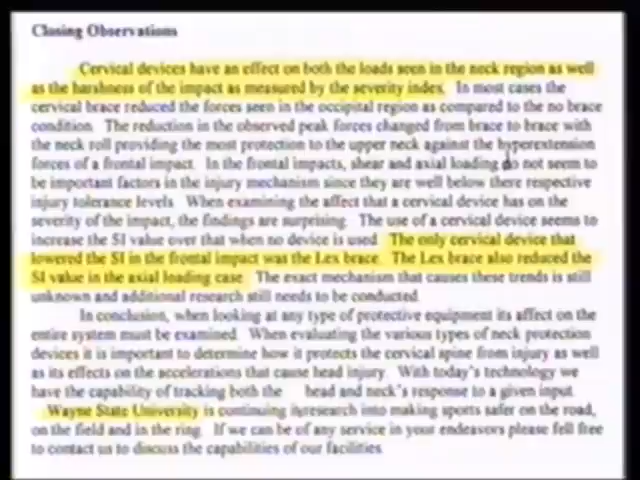 Closing Observations
Cervical devices have an effect on both the loads seen in the neck region as well
as the harshness of the impact as measured by the severity index. In most cases the
cervical brace reduced the forces seen in the occipital region as compared to the no brace
condition. The reduction in the observed peak forces changed from brace to brace with
the neck roll providing the most protection to the upper neck against the hyperextension
forces of a frontal impact. In the frontal impacts, shear and axial loading do not seem to
be important factors in the injury mechanism since they are well below there respective
injury tolerance levels. When examining the affect that a cervical device has on the
severity of the impact, the findings are surprising. The use of a cervical device seems to
increase the SI value over that when no device is used. The only cervical device that
lowered the SI in the frontal impact was the Lex brace. The Lex brace also reduced the
SI value in the axial loading case. The exact mechanism that causes these trends is still
unknown and additional research still needs to be conducted.
In conclusion, when looking at any type of protective equipment its affect on the
entire system must be examined. When evaluating the various types of neck protection
devices it is important to determine how it protects the cervical spine from injury as well
as its effects on the accelerations that cause head injury. With today's technology we
have the capability of tracking both the head and neck's response to a given input.
Wayne State University is continuing its research into making sports safer on the road,
on the field and in the ring. If we can be of any service in your endeavors please fell free
to contact us to discuss the capabilities of our facilities.